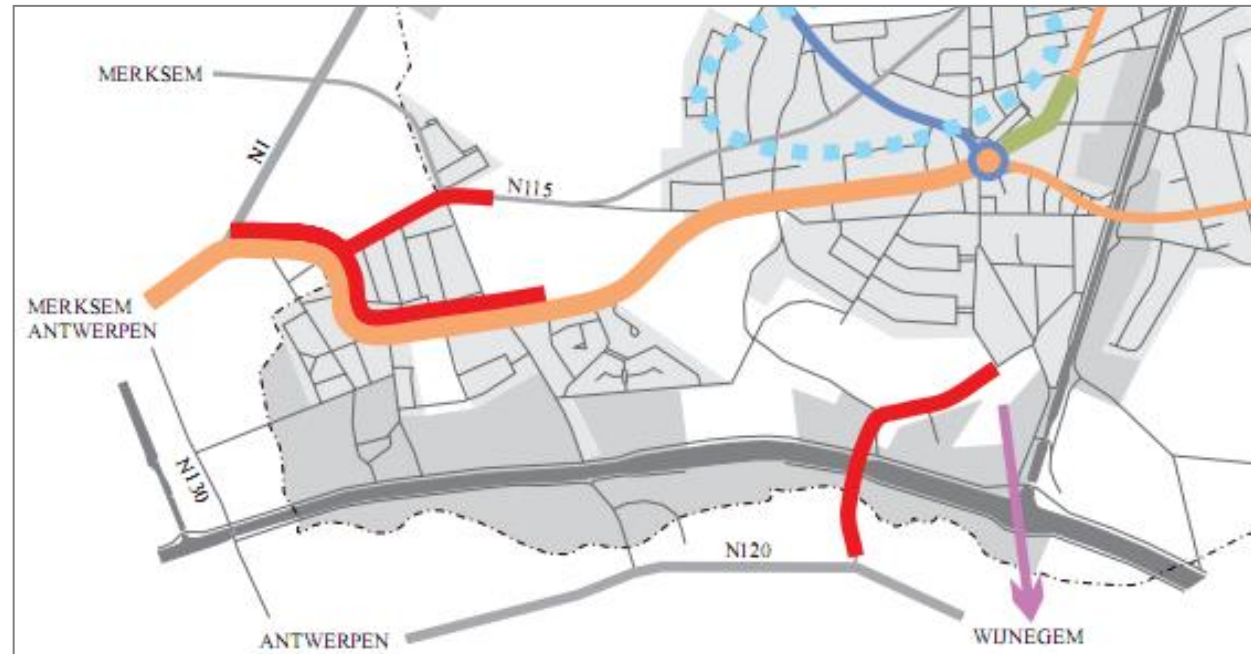 MERKSEM
N1
N115
MERKSEM
ANTWERPEN
N130
N120
ANTWERPEN
WIJNEGEM